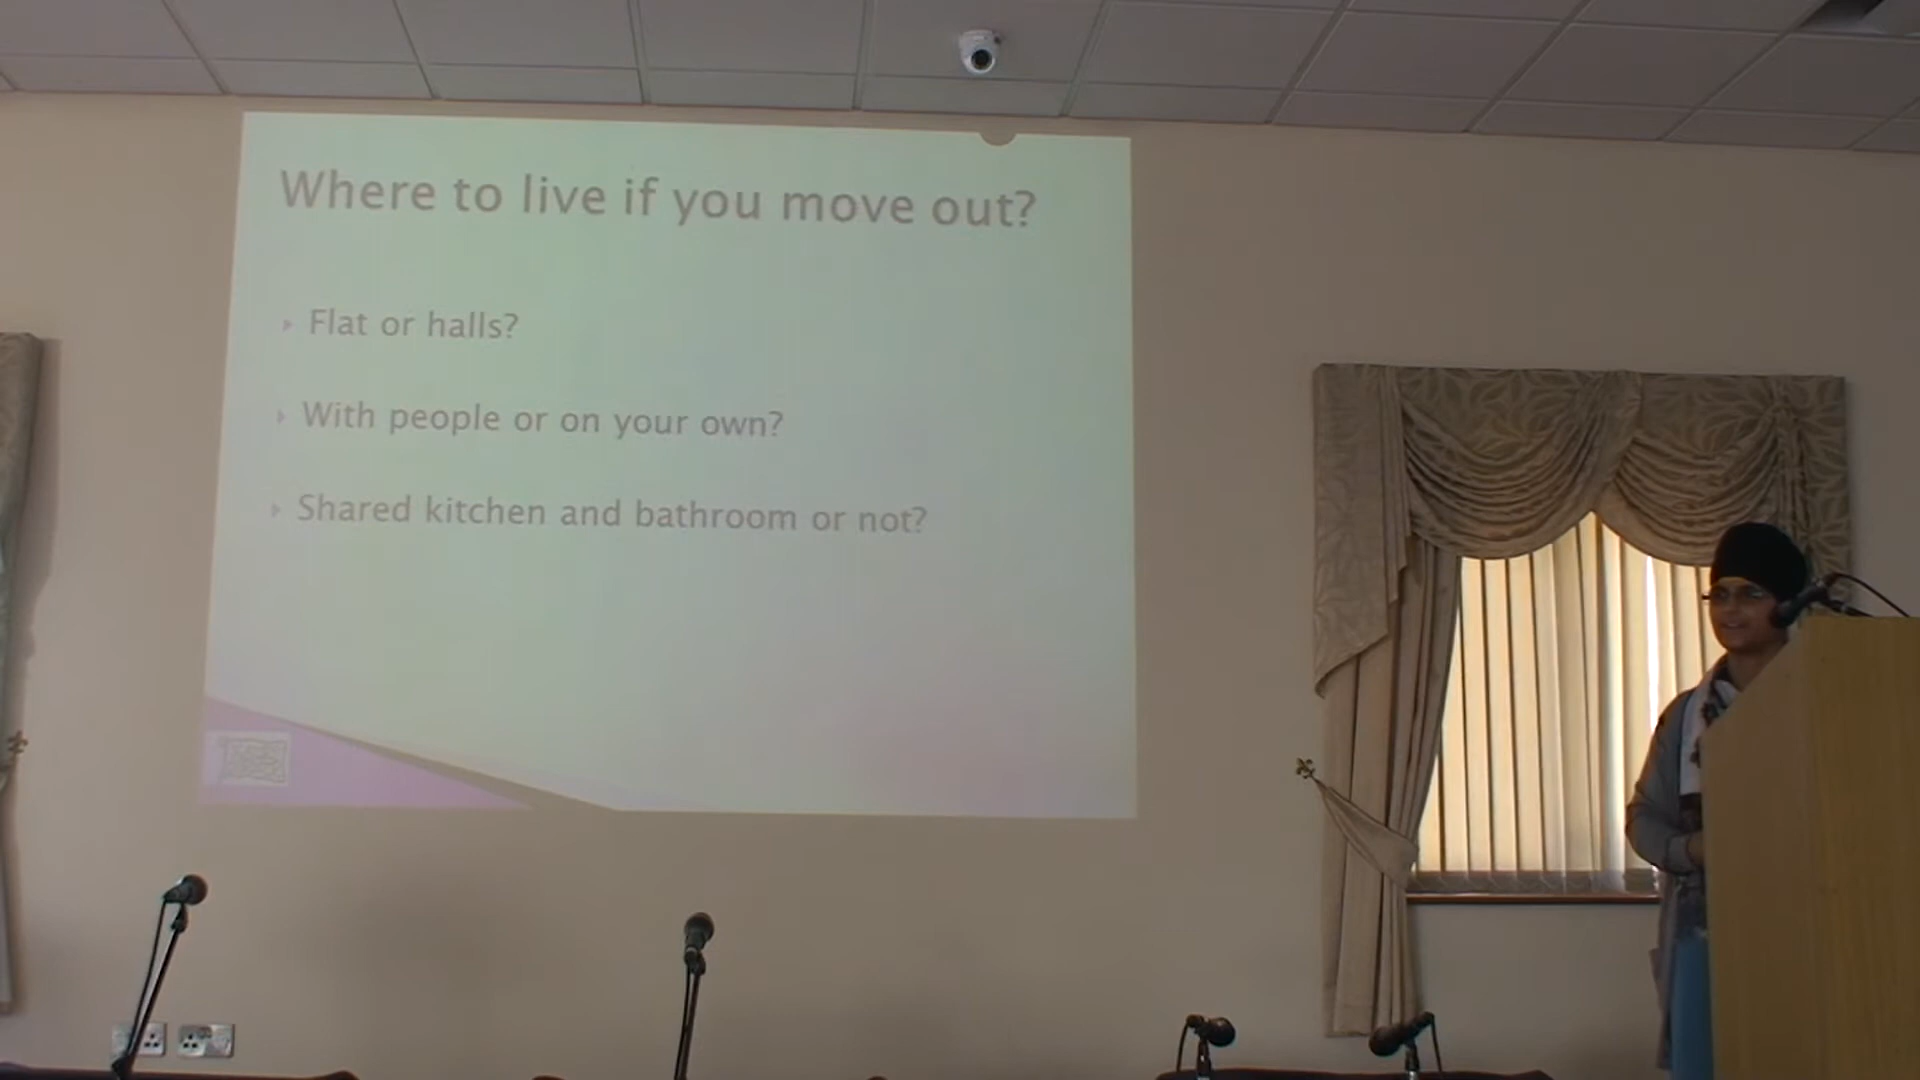 Where to live if you move out?
Flat or halls?
With people or on your own?
Shared kitchen and bathroom or not?